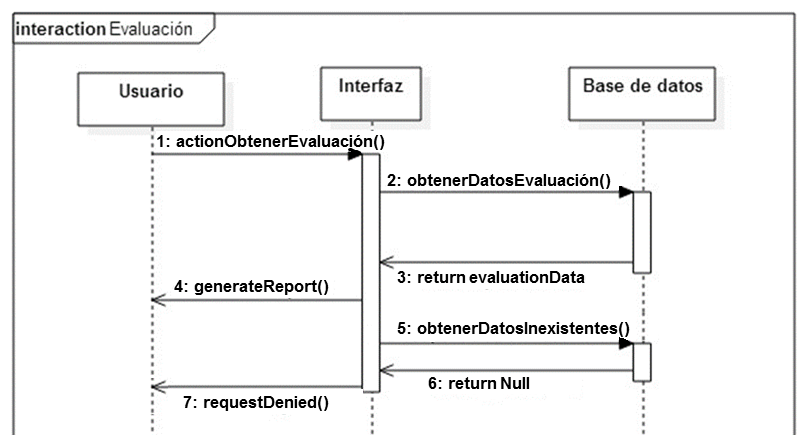 interaction Evaluación
Usuario
Interfaz
Base de datos
1: actionObtenerEvaluación()
2: obtenerDatosEvaluación()
3: return evaluationData
4: generateReport()
5: obtenerDatosInexistentes()
6: return Null
7: requestDenied()